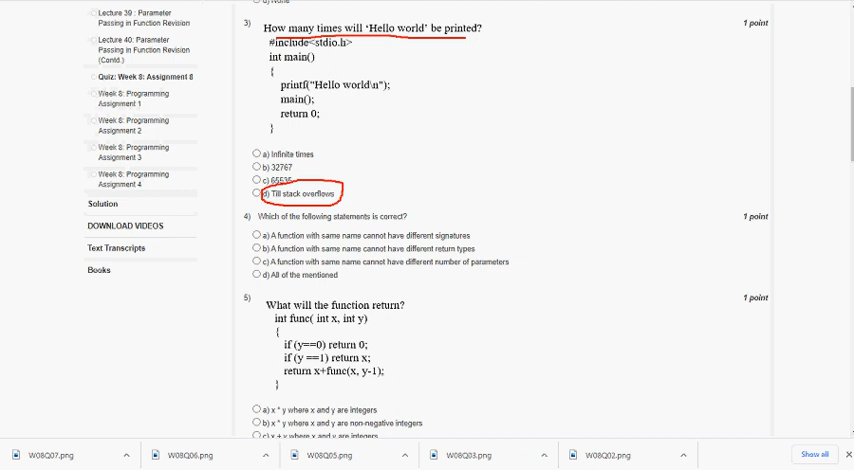 Lecture 39 : Parameter
Passing in Function Revision
Lecture 40: Parameter
Passing in Function Revision
(Contd.)
Quiz: Week 8: Assignment 8
Week 8: Programming
Assignment 1
Week 8: Programming
Assignment 2
Week 8: Programming
Assignment 3
Week 8: Programming
Assignment 4
Solution
DOWNLOAD VIDEOS
Text Transcripts
Books
d) None
3) How many times will ‘Hello world’ be printed? 1 point
#include<stdio.h>
int main()
{
printf("Hello world\n");
main();
return 0;
}
a) Infinite times
b) 32767
c) 65535
d) Till stack overflows
4) Which of the following statements is correct? 1 point
a) A function with same name cannot have different signatures
b) A function with same name cannot have different return types
c) A function with same name cannot have different number of parameters
d) All of the mentioned
5) What will the function return? 1 point
int func( int x, int y)
{
if (y==0) return 0;
if (y ==1) return x;
return x+func(x, y-1);
}
a) x * y where x and y are integers
b) x * y where x and y are non-negative integers
c) x + y where x and y are integers
W08Q07.png
W08Q06.png
W08Q05.png
W08Q03.png
W08Q02.png
Show all